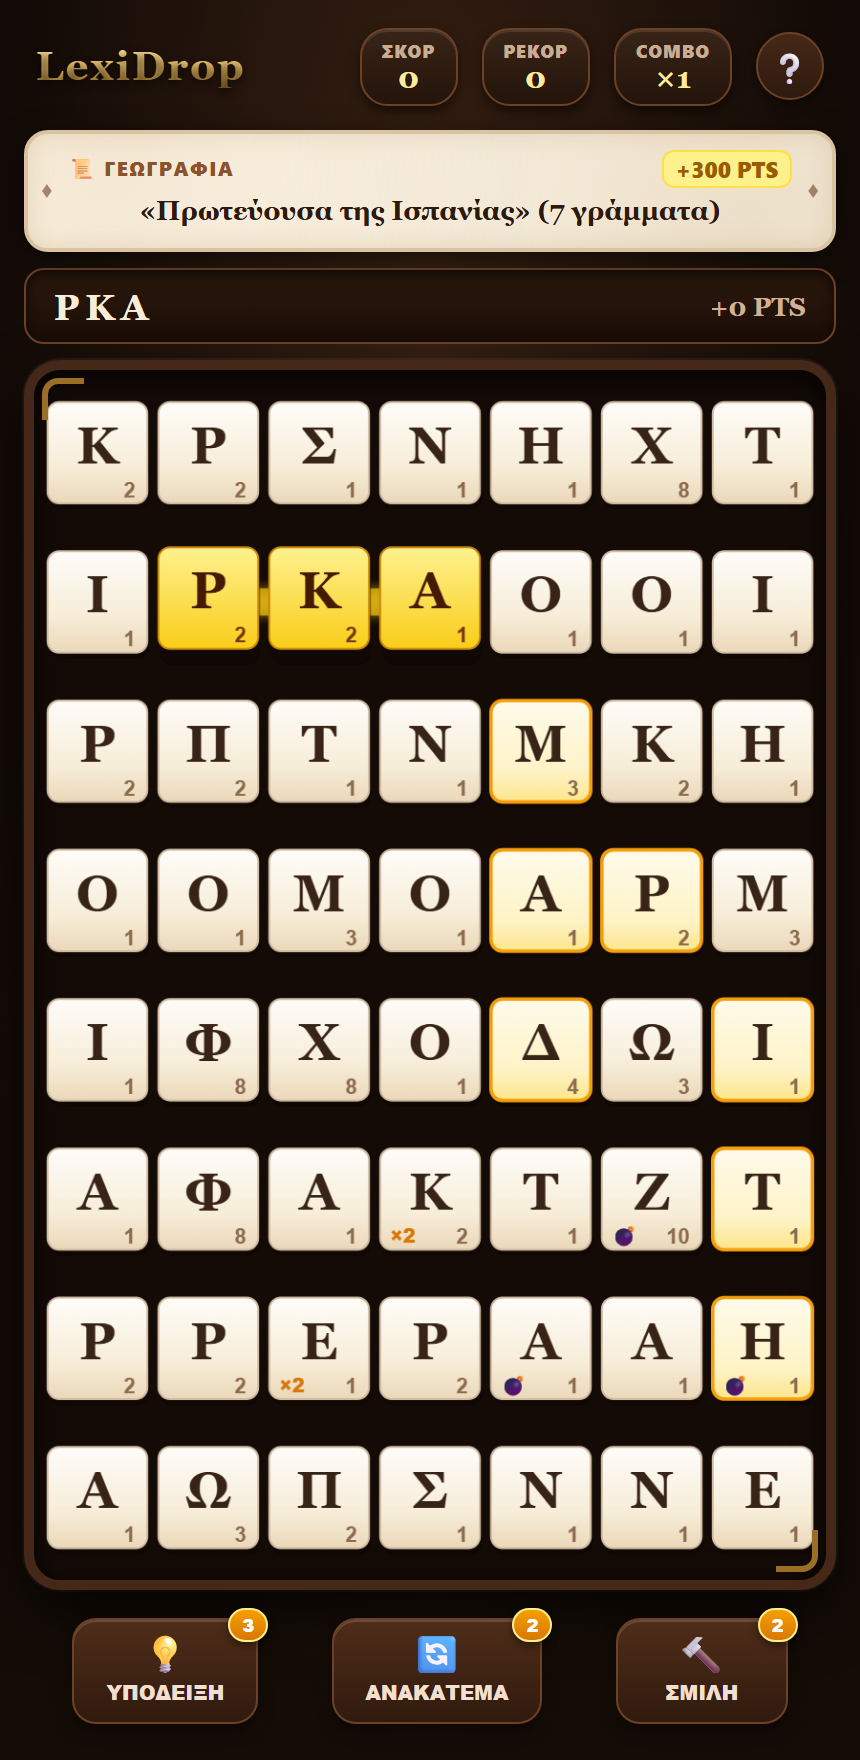 LexiDrop
ΣΚΟΡ
0
ΡΕΚΟΡ
0
COMBO
×1
?
ΓΕΩΓΡΑΦΙΑ
+300 PTS
«Πρωτεύουσα της Ισπανίας» (7 γράμματα)
ΡΚΑ
+0 PTS
Κ 2 Ρ 2 Σ 1 Ν 1 Η 1 Χ 8 Τ 1
Ι 1 Ρ 2 Κ 2 Α 1 Ο 1 Ο 1 Ι 1
Ρ 2 Π 2 Τ 1 Ν 1 Μ 3 Κ 2 Η 1
Ο 1 Ο 1 Μ 3 Ο 1 Α 1 Ρ 2 Μ 3
Ι 1 Φ 8 Χ 8 Ο 1 Δ 4 Ω 3 Ι 1
Α 1 Φ 8 Α 1 Κ ×2 2 Τ 1 Ζ 10 Τ 1
Ρ 2 Ρ 2 Ε ×2 1 Ρ 2 Α 1 Α 1 Η 1
Α 1 Ω 3 Π 2 Σ 1 Ν 1 Ν 1 Ε 1
3
ΥΠΟΔΕΙΞΗ
2
ΑΝΑΚΑΤΕΜΑ
2
ΣΜΙΛΗ